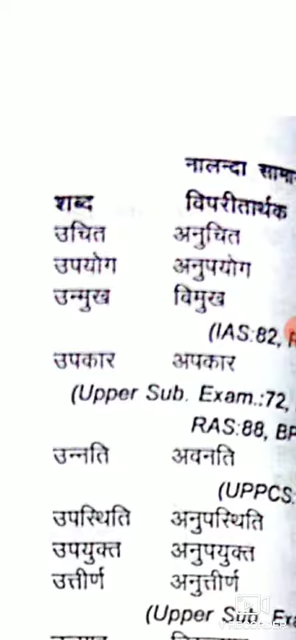 नालन्दा
शब्द विपरीतार्थक
उचित अनुचित
उपयोग अनुपयोग
उन्मुख विमुख
(IAS:82,
उपकार अपकार
(Upper Sub. Exam.:72,
RAS:88,
उन्नति अवनति
(UPPCS:
उपस्थिति अनुपस्थिति
उपयुक्त अनुपयुक्त
उत्तीर्ण अनुत्तीर्ण
(Upper Sub.